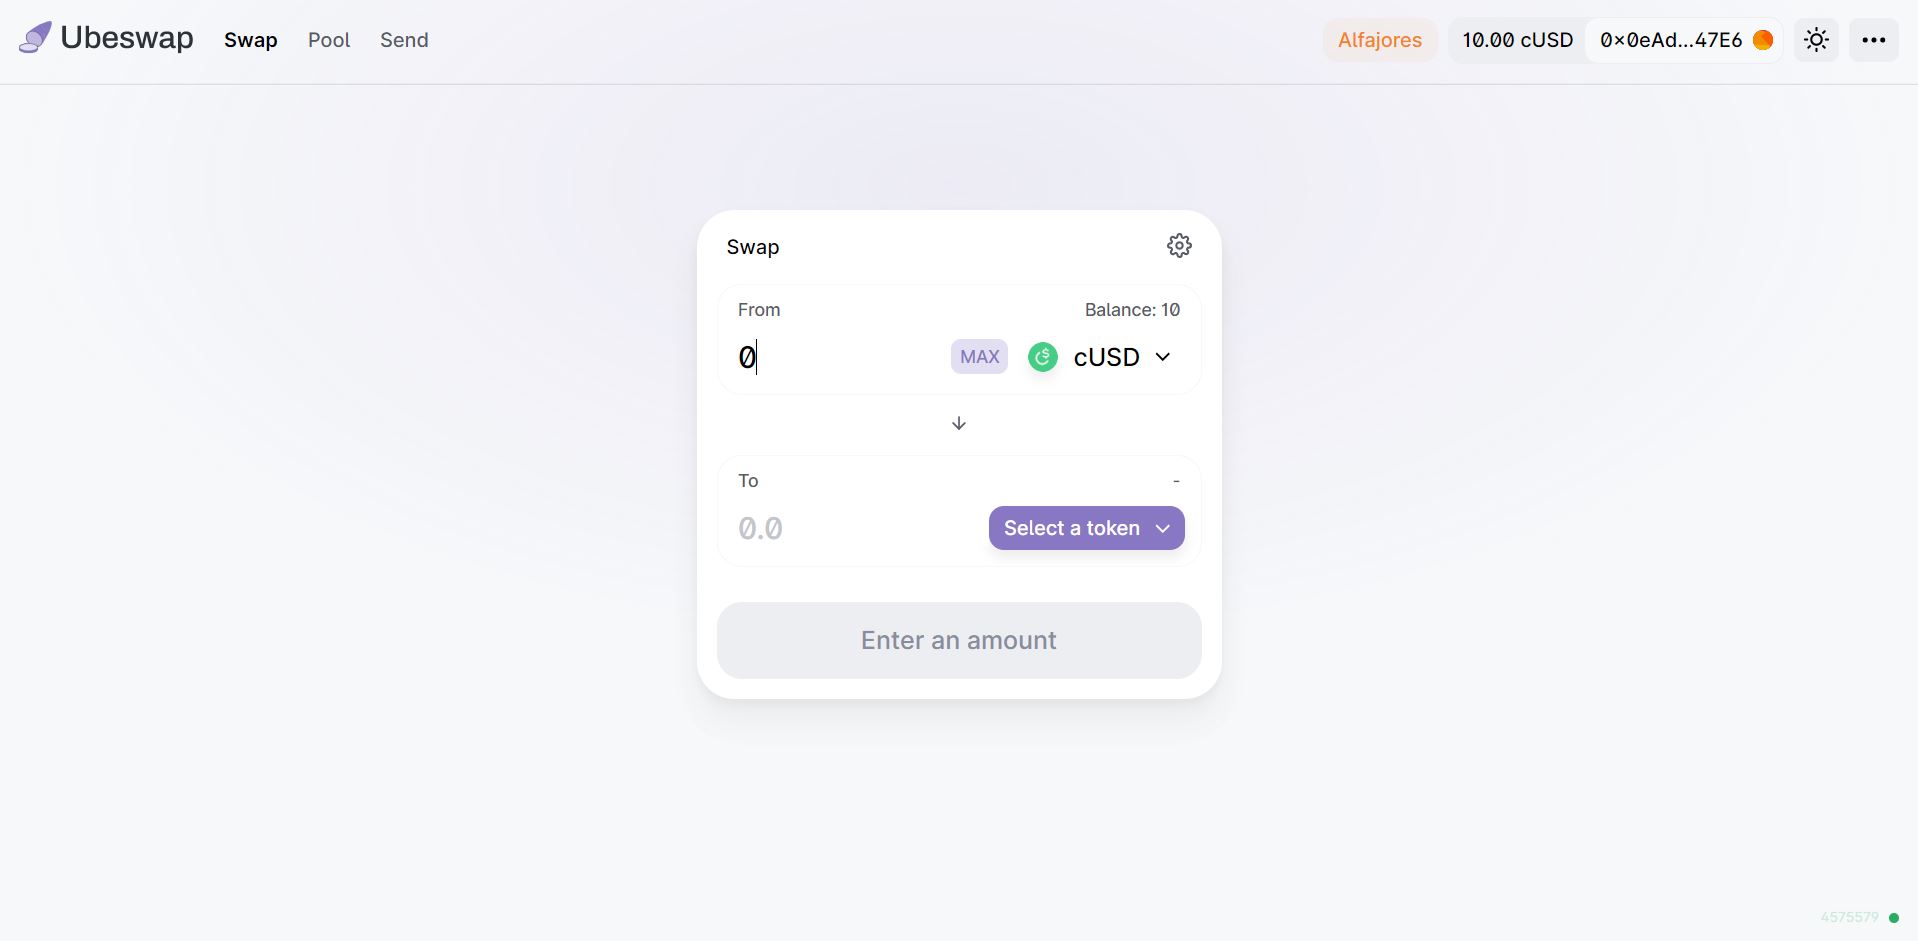 Ubeswap Swap Pool Send Alfajores 10.00 cUSD 0x0eAd...47E6
Swap
From Balance: 10
0 MAX cUSD
To -
0.0 Select a token
Enter an amount
4575579